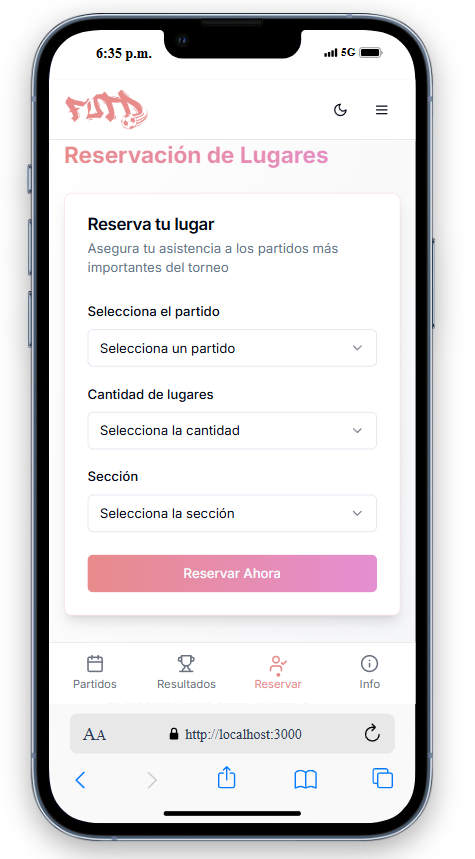 6:35 p.m.
5G
FUTD
Reservación de Lugares
Reserva tu lugar
Asegura tu asistencia a los partidos más
importantes del torneo
Selecciona el partido
Selecciona un partido
Cantidad de lugares
Selecciona la cantidad
Sección
Selecciona la sección
Reservar Ahora
Partidos
Resultados
Reservar
Info
AA
http://localhost:3000